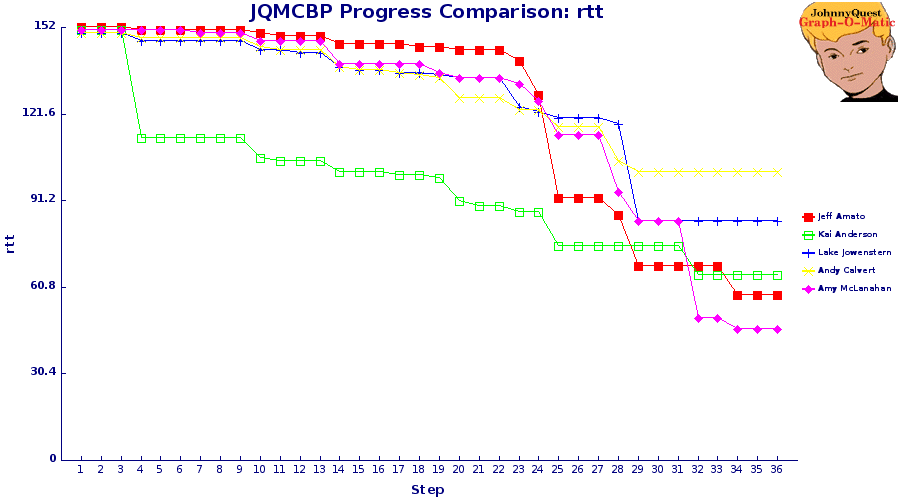 JQMCBP Progress Comparison: rtt
JohnnyQuest
Graph-O-Matic
152
121.6
91.2
60.8
30.4
0
rtt
1 2 3 4 5 6 7 8 9 10 11 12 13 14 15 16 17 18 19 20 21 22 23 24 25 26 27 28 29 30 31 32 33 34 35 36
Step
Jeff Amato
Kai Anderson
Lake Jowenstern
Andy Calvert
Amy McLanahan